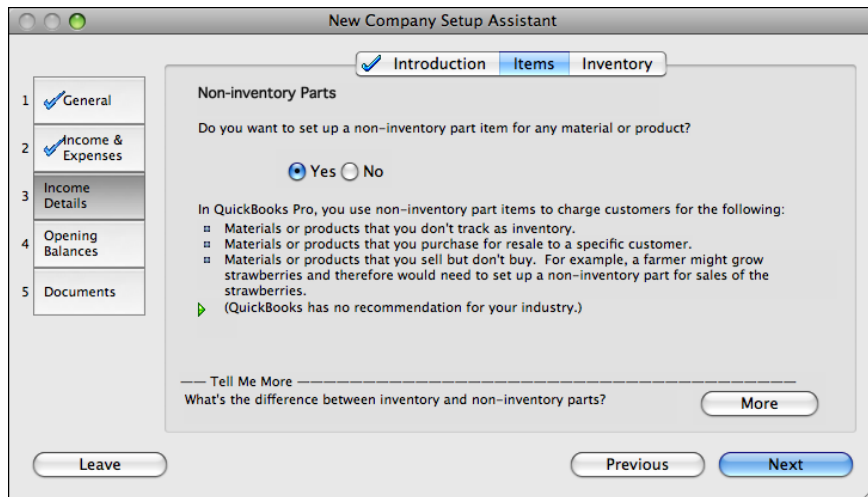 New Company Setup Assistant
Introduction Items Inventory
1 General
2 Income &
Expenses
3 Income
Details
4 Opening
Balances
5 Documents
Non-inventory Parts
Do you want to set up a non-inventory part item for any material or product?
Yes No
In QuickBooks Pro, you use non-inventory part items to charge customers for the following:
Materials or products that you don't track as inventory.
Materials or products that you purchase for resale to a specific customer.
Materials or products that you sell but don't buy. For example, a farmer might grow
strawberries and therefore would need to set up a non-inventory part for sales of the
strawberries.
(QuickBooks has no recommendation for your industry.)
Tell Me More
What's the difference between inventory and non-inventory parts?
More
Leave
Previous
Next